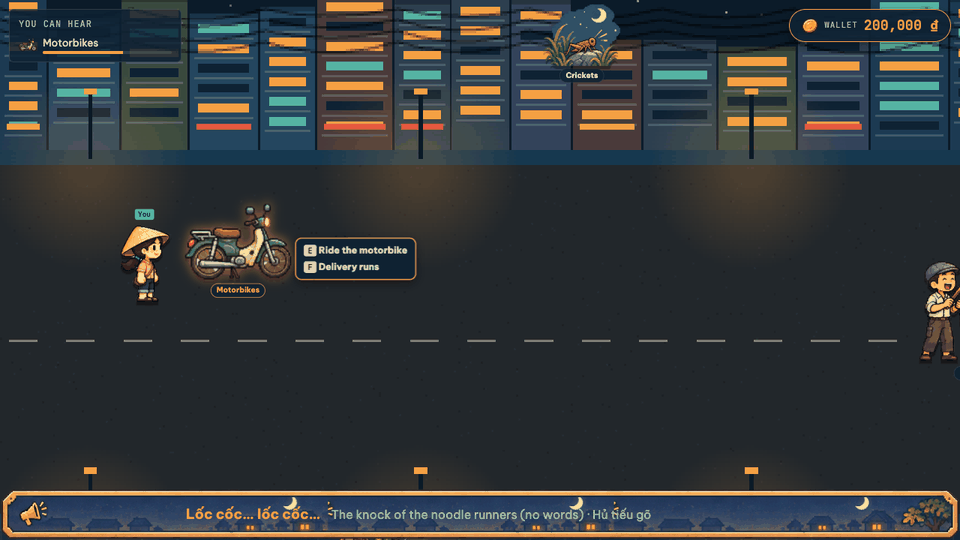 YOU CAN HEAR
Motorbikes
Crickets
WALLET 200,000 ₫
You
E Ride the motorbike
F Delivery runs
Motorbikes
Lốc cốc... lốc cốc... The knock of the noodle runners (no words) · Hủ tiếu gõ